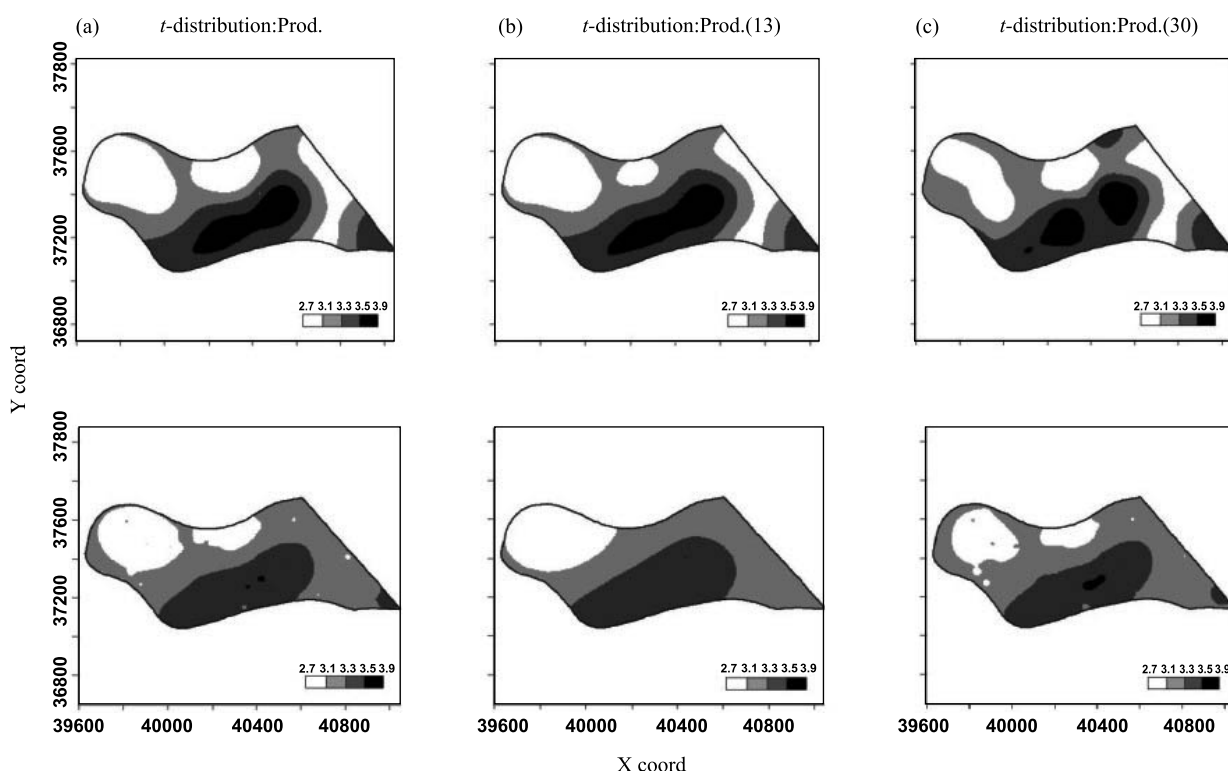 (a) t-distribution:Prod.
(b) t-distribution:Prod.(13)
(c) t-distribution:Prod.(30)
37800
37600
37200
36800
2.7 3.1 3.3 3.5 3.9
2.7 3.1 3.3 3.5 3.9
2.7 3.1 3.3 3.5 3.9
Y coord
37800
37600
37200
36800
2.7 3.1 3.3 3.5 3.9
2.7 3.1 3.3 3.5 3.9
2.7 3.1 3.3 3.5 3.9
39600 40000 40400 40800
39600 40000 40400 40800
39600 40000 40400 40800
X coord